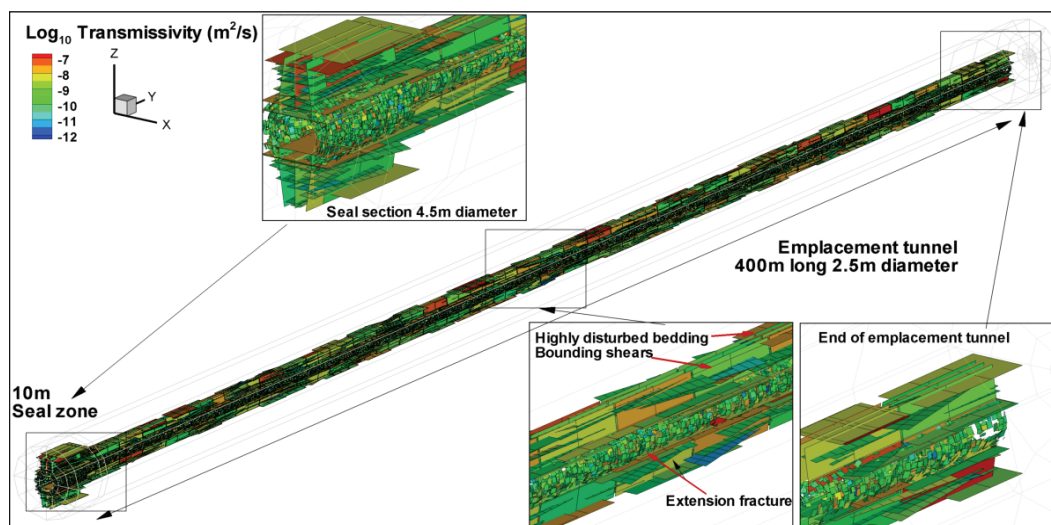 Log₁₀ Transmissivity (m²/s)
-7
-8
-9
-10
-11
-12
Z
Y
X
Seal section 4.5m diameter
Emplacement tunnel
400m long 2.5m diameter
10m
Seal zone
Highly disturbed bedding
Bounding shears
Extension fracture
End of emplacement tunnel